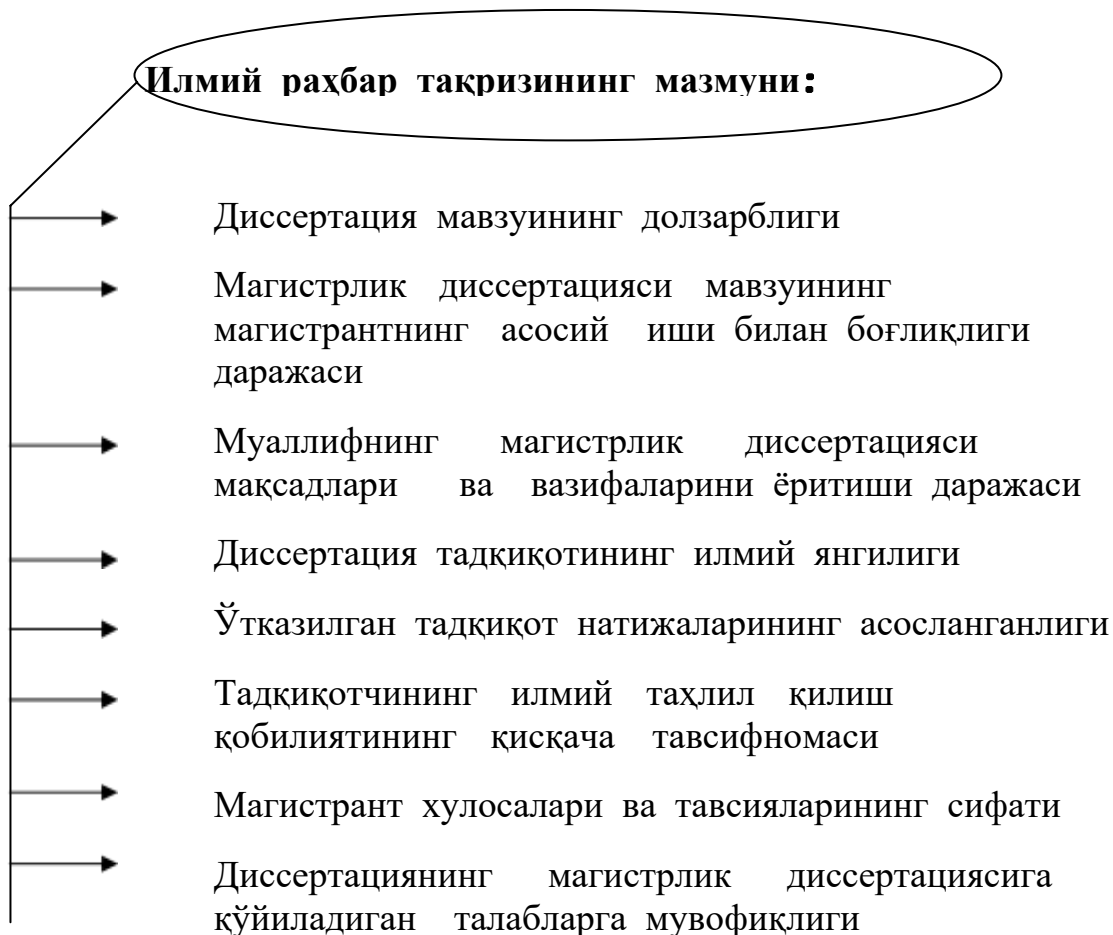 Илмий раҳбар тақризининг мазмуни:
Диссертация мавзуининг долзарблиги
Магистрлик диссертацияси мавзуининг
магистрантнинг асосий иши билан боғлиқлиги
даражаси
Муаллифнинг магистрлик диссертацияси
мақсадлари ва вазифаларини ёритиши даражаси
Диссертация тадқиқотининг илмий янгилиги
Ўтказилган тадқиқот натижаларининг асосланганлиги
Тадқиқотчининг илмий таҳлил қилиш
қобилиятининг қисқача тавсифномаси
Магистрант хулосалари ва тавсияларининг сифати
Диссертациянинг магистрлик диссертациясига
қўйиладиган талабларга мувофиқлиги